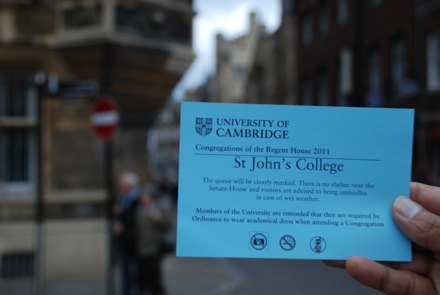 UNIVERSITY OF
CAMBRIDGE
Congregations of the Regent House 2011
St John's College
The queue will be clearly marked. There is no shelter near the
Senate-House and visitors are advised to bring umbrellas
in case of wet weather.
Members of the University are reminded that they are required by
Ordinance to wear academical dress when attending a Congregation